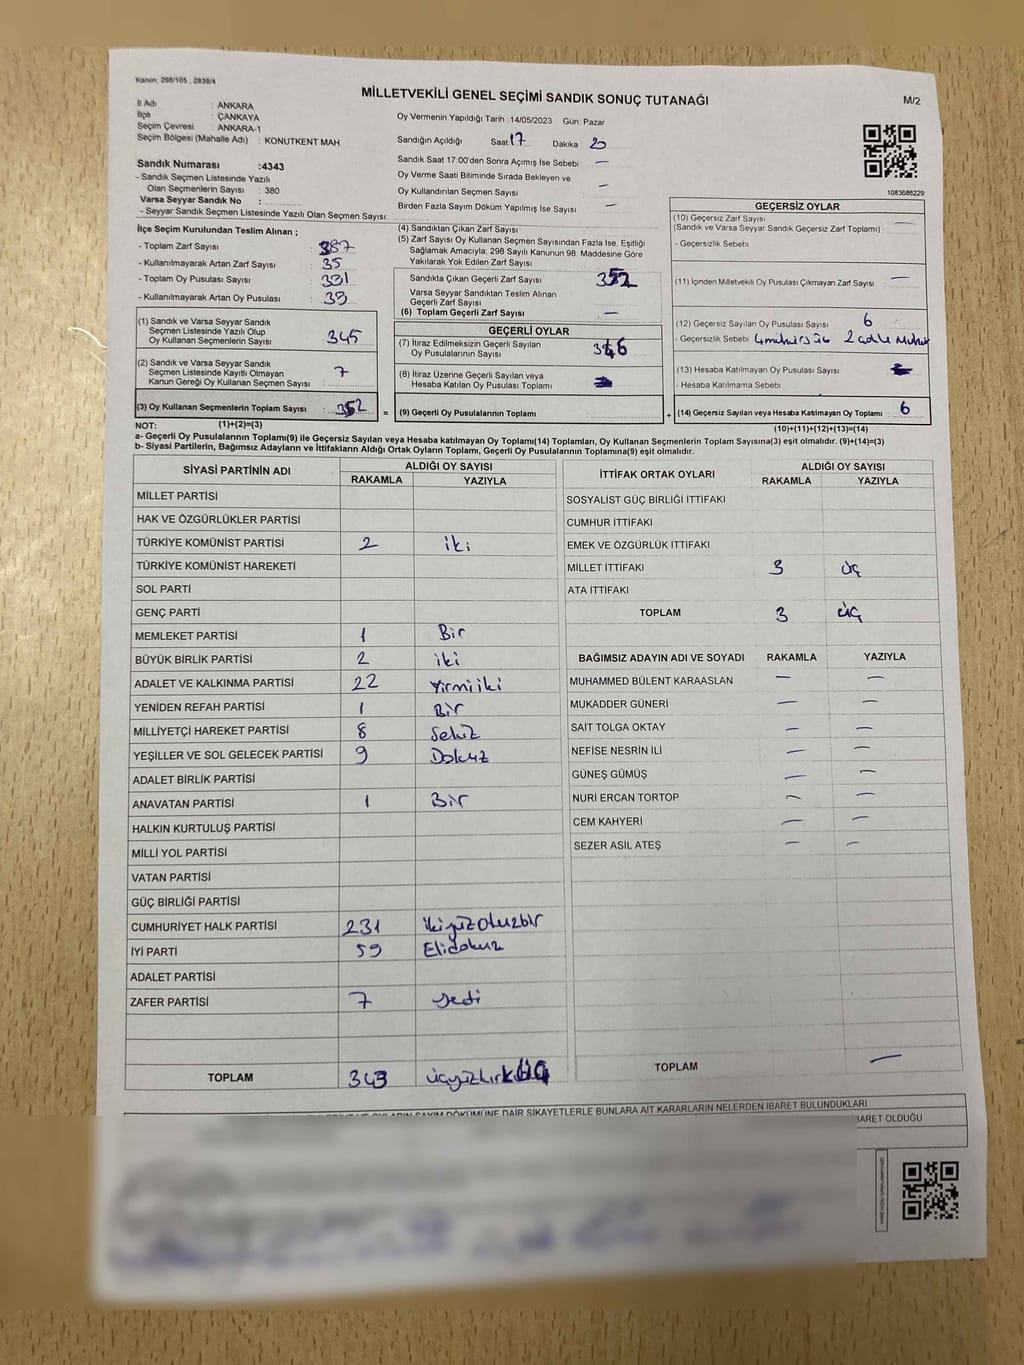 Kanun: 298/105 , 2839/4
MİLLETVEKİLİ GENEL SEÇİMİ SANDIK SONUÇ TUTANAĞI
M/2
İl Adı : ANKARA
İlçe : ÇANKAYA
Seçim Çevresi : ANKARA-1
Seçim Bölgesi (Mahalle Adı) : KONUTKENT MAH
Sandık Numarası :4343
- Sandık Seçmen Listesinde Yazılı
Olan Seçmenlerin Sayısı : 380
Varsa Seyyar Sandık No :
- Seyyar Sandık Seçmen Listesinde Yazılı Olan Seçmen Sayısı:
Oy Vermenin Yapıldığı Tarih : 14/05/2023 Gün: Pazar
Sandığın Açıldığı Saat 17 Dakika 20
Sandık Saat 17:00'den Sonra Açımış İse Sebebi —
Oy Verme Saati Bitiminde Sırada Bekleyen ve
Oy Kullandırılan Seçmen Sayısı —
Birden Fazla Sayım Döküm Yapılmış İse Sayısı —
1083686229
İlçe Seçim Kurulundan Teslim Alınan ;
- Toplam Zarf Sayısı : 387
- Kullanılmayarak Artan Zarf Sayısı : 35
- Toplam Oy Pusulası Sayısı : 391
- Kullanılmayarak Artan Oy Pusulası : 39
(1) Sandık ve Varsa Seyyar Sandık
Seçmen Listesinde Yazılı Olup
Oy Kullanan Seçmenlerin Sayısı : 345
(2) Sandık ve Varsa Seyyar Sandık
Seçmen Listesinde Kayıtlı Olmayan
Kanun Gereği Oy Kullanan Seçmen Sayısı : 7
(3) Oy Kullanan Seçmenlerin Toplam Sayısı : 352
(4) Sandıktan Çıkan Zarf Sayısı
(5) Zarf Sayısı Oy Kullanan Seçmen Sayısından Fazla İse, Eşitliği
Sağlamak Amacıyla, 298 Sayılı Kanunun 98. Maddesine Göre
Yakılarak Yok Edilen Zarf Sayısı :
Sandıkta Çıkan Geçerli Zarf Sayısı 352
Varsa Seyyar Sandıktan Teslim Alınan
Geçerli Zarf Sayısı
(6) Toplam Geçerli Zarf Sayısı : —
GEÇERLİ OYLAR
(7) İtiraz Edilmeksizin Geçerli Sayılan
Oy Pusulalarının Sayısı : 346
(8) İtiraz Üzerine Geçerli Sayılan veya
Hesaba Katılan Oy Pusulası Toplamı :
= (9) Geçerli Oy Pusulalarının Toplamı :
GEÇERSİZ OYLAR
(10) Geçersiz Zarf Sayısı
(Sandık ve Varsa Seyyar Sandık Geçersiz Zarf Toplamı) : —
- Geçersizlik Sebebi
(11) İçinden Milletvekili Oy Pusulası Çıkmayan Zarf Sayısı : —
(12) Geçersiz Sayılan Oy Pusulası Sayısı : 6
- Geçersizlik Sebebi 4 mühürsüz 2 adet
(13) Hesaba Katılmayan Oy Pusulası Sayısı :
- Hesaba Katılmama Sebebi
+ (14) Geçersiz Sayılan veya Hesaba Katılmayan Oy Toplamı : 6
NOT: (1)+(2)=(3)
(10)+(11)+(12)+(13)=(14)
a- Geçerli Oy Pusulalarının Toplamı(9) ile Geçersiz Sayılan veya Hesaba katılmayan Oy Toplamı(14) Toplamları, Oy Kullanan Seçmenlerin Toplam Sayısına(3) eşit olmalıdır. (9)+(14)=(3)
b- Siyasi Partilerin, Bağımsız Adayların ve İttifakların Aldığı Ortak Oyların Toplamı, Geçerli Oy Pusulalarının Toplamına(9) eşit olmalıdır.
SİYASİ PARTİNİN ADI ALDIĞI OY SAYISI
RAKAMLA YAZIYLA
MİLLET PARTİSİ
HAK VE ÖZGÜRLÜKLER PARTİSİ
TÜRKİYE KOMÜNİST PARTİSİ 2 iki
TÜRKİYE KOMÜNİST HAREKETİ
SOL PARTİ
GENÇ PARTİ
MEMLEKET PARTİSİ 1 Bir
BÜYÜK BİRLİK PARTİSİ 2 iki
ADALET VE KALKINMA PARTİSİ 22 Yirmiiki
YENİDEN REFAH PARTİSİ 1 Bir
MİLLİYETÇİ HAREKET PARTİSİ 8 Sekiz
YEŞİLLER VE SOL GELECEK PARTİSİ 9 Dokuz
ADALET BİRLİK PARTİSİ
ANAVATAN PARTİSİ 1 Bir
HALKIN KURTULUŞ PARTİSİ
MİLLİ YOL PARTİSİ
VATAN PARTİSİ
GÜÇ BİRLİĞİ PARTİSİ
CUMHURİYET HALK PARTİSİ 231 ikiyüzotuzbir
İYİ PARTİ 59 Ellidokuz
ADALET PARTİSİ
ZAFER PARTİSİ 7 yedi
TOPLAM 343 üçyüzkırküç
İTTİFAK ORTAK OYLARI ALDIĞI OY SAYISI
RAKAMLA YAZIYLA
SOSYALİST GÜÇ BİRLİĞİ İTTİFAKI
CUMHUR İTTİFAKI
EMEK VE ÖZGÜRLÜK İTTİFAKI
MİLLET İTTİFAKI 3 üç
ATA İTTİFAKI
TOPLAM 3 üç
BAĞIMSIZ ADAYIN ADI VE SOYADI RAKAMLA YAZIYLA
MUHAMMED BÜLENT KARAASLAN — —
MUKADDER GÜNERİ — —
SAİT TOLGA OKTAY — —
NEFİSE NESRİN İLİ — —
GÜNEŞ GÜMÜŞ — —
NURİ ERCAN TORTOP — —
CEM KAHYERİ — —
SEZER ASİL ATEŞ — —
TOPLAM —
OYLARIN SAYIM DÖKÜMÜNE DAİR ŞİKAYETLERLE BUNLARA AİT KARARLARIN NELERDEN İBARET BULUNDUKLARI
İBARET OLDUĞU